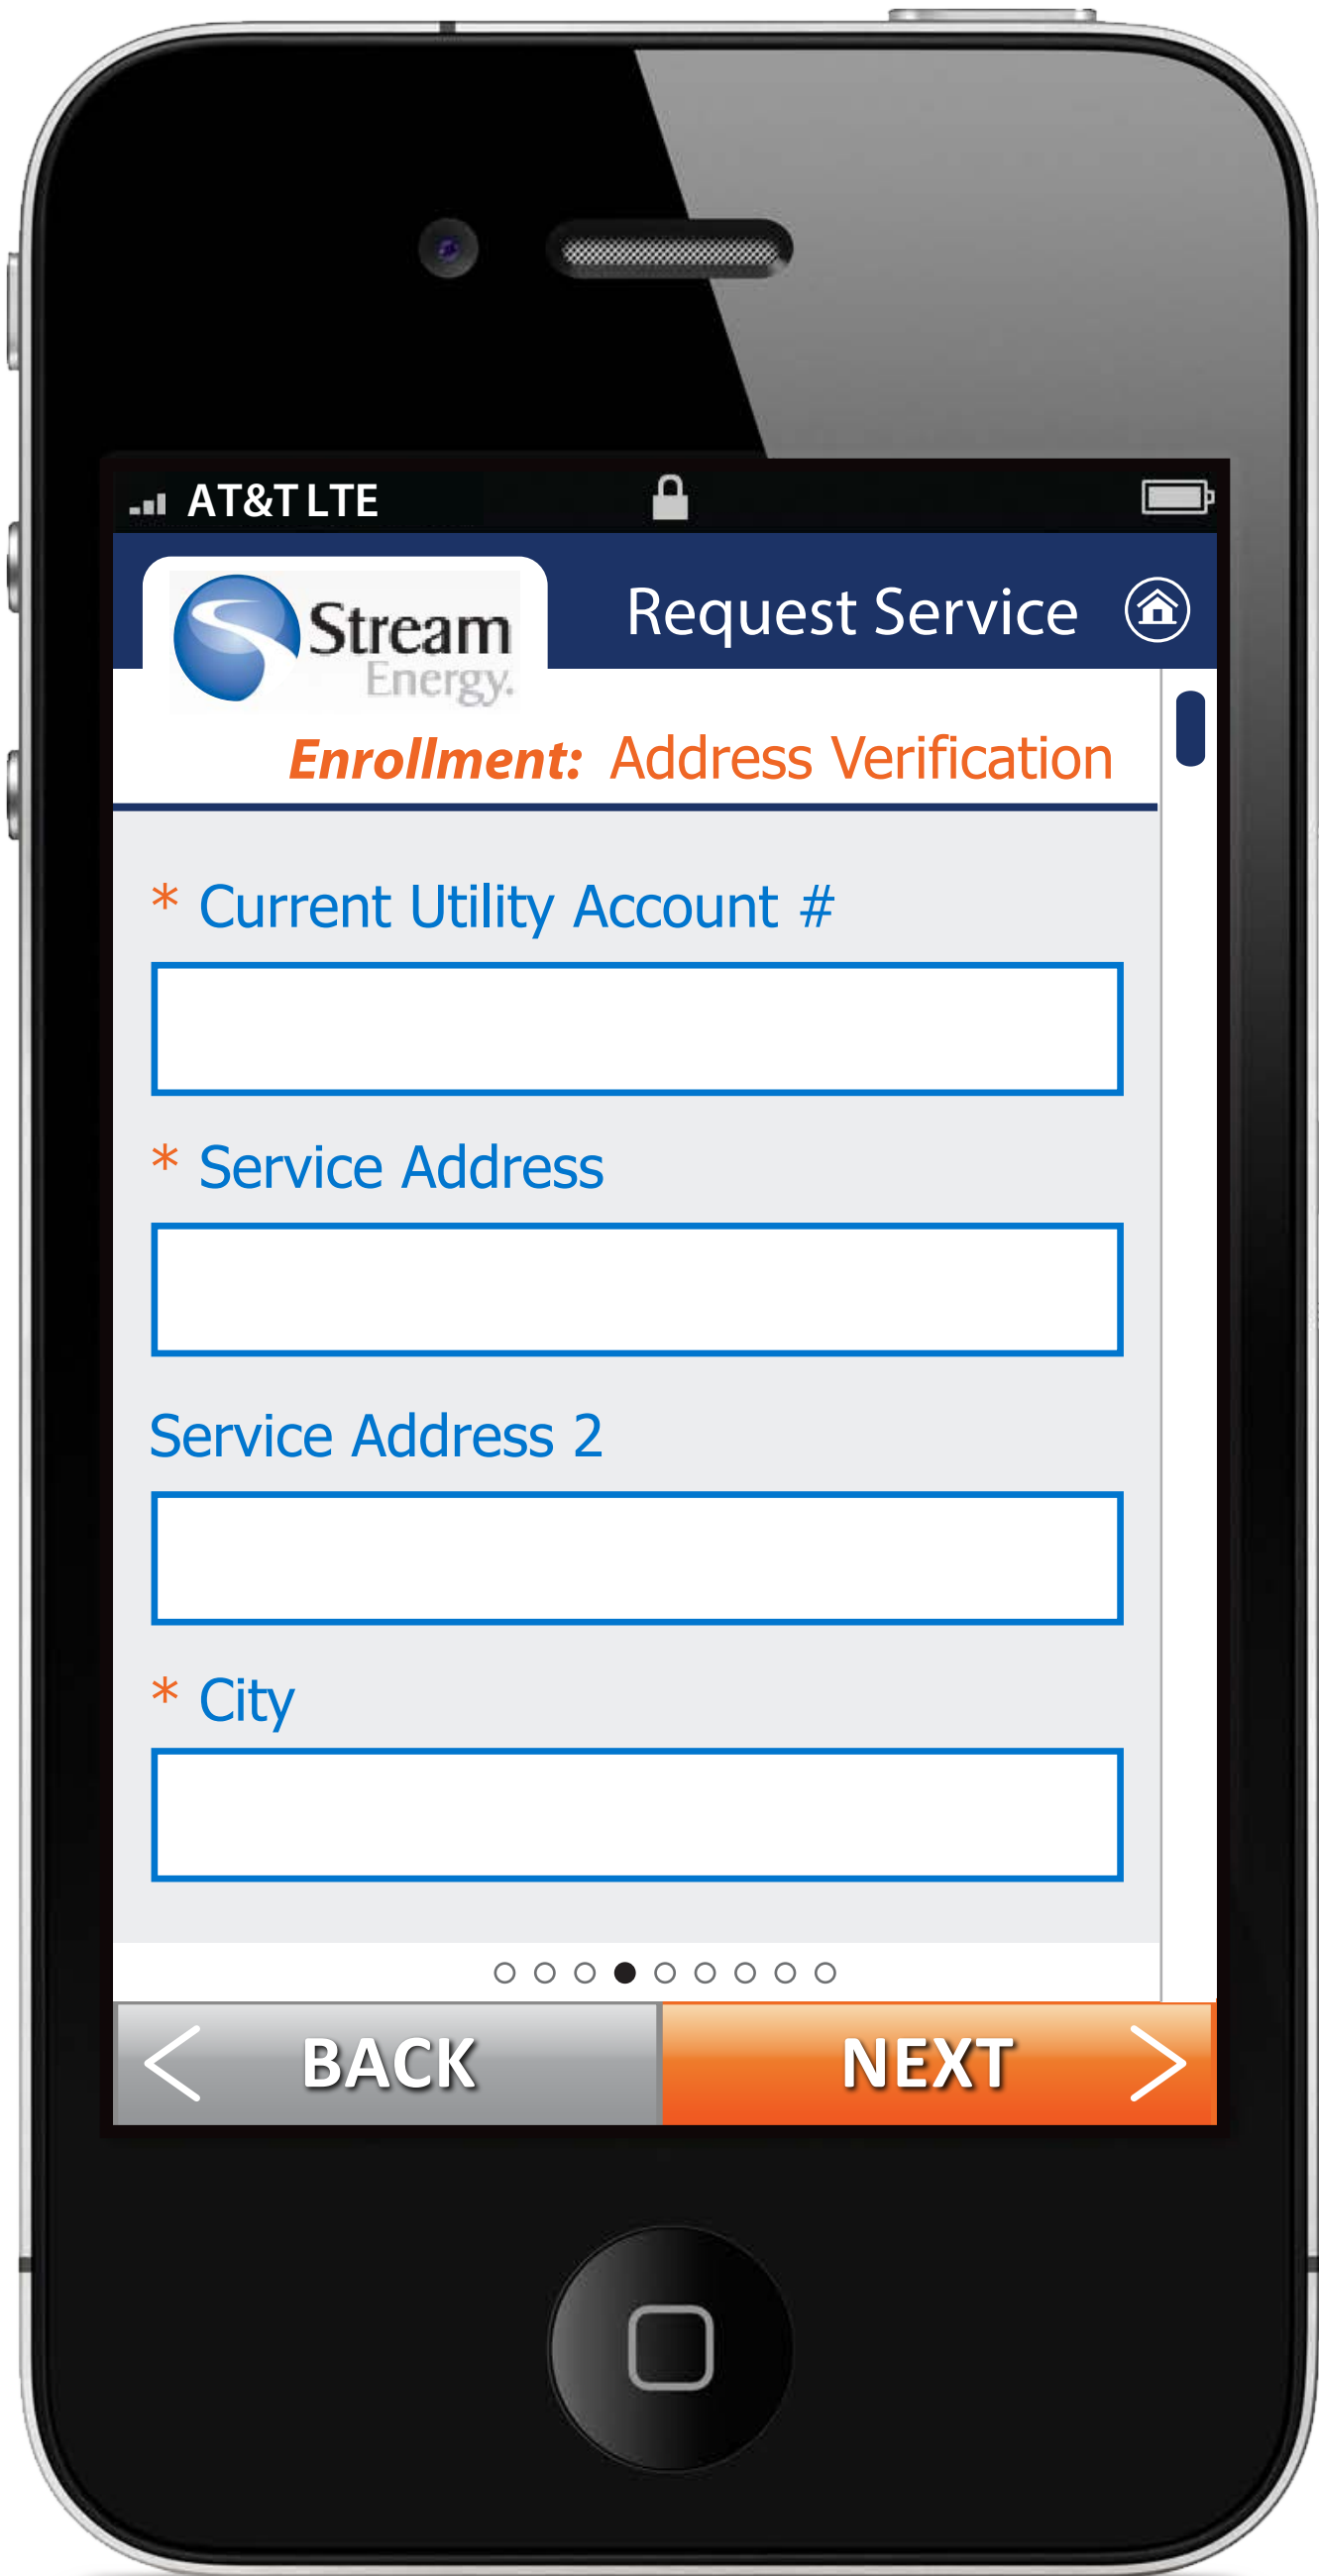 AT&T LTE
Stream
Energy.
Request Service
Enrollment: Address Verification
* Current Utility Account #
* Service Address
Service Address 2
* City
BACK
NEXT